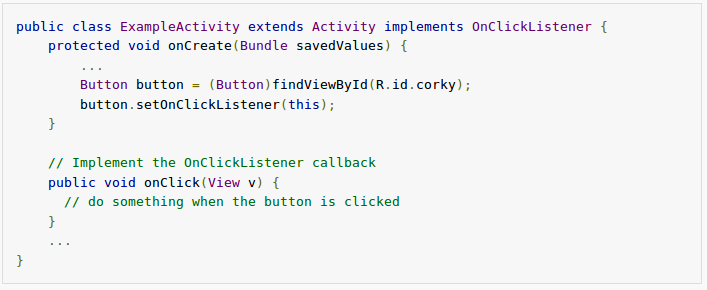 public class ExampleActivity extends Activity implements OnClickListener {
    protected void onCreate(Bundle savedValues) {
        ...
        Button button = (Button)findViewById(R.id.corky);
        button.setOnClickListener(this);
    }

    // Implement the OnClickListener callback
    public void onClick(View v) {
      // do something when the button is clicked
    }
    ...
}